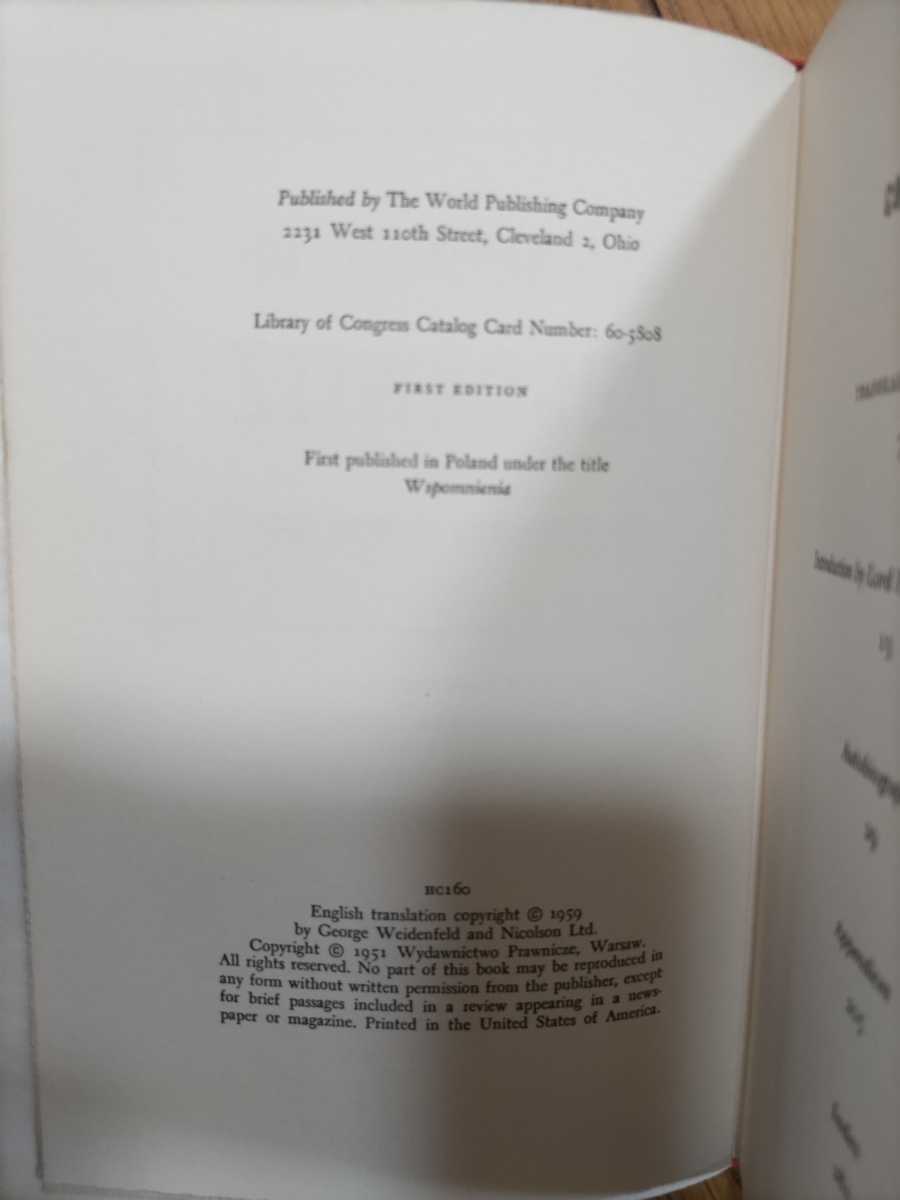 Published by The World Publishing Company
2231 West 110th Street, Cleveland 2, Ohio
Library of Congress Catalog Card Number: 60-5808
FIRST EDITION
First published in Poland under the title
Wspomnienia
HC160
English translation copyright © 1959
by George Weidenfeld and Nicolson Ltd.
Copyright © 1951 Wydawnictwo Prawnicze, Warsaw.
All rights reserved. No part of this book may be reproduced in
any form without written permission from the publisher, except
for brief passages included in a review appearing in a news-
paper or magazine. Printed in the United States of America.
Introduction by Lord